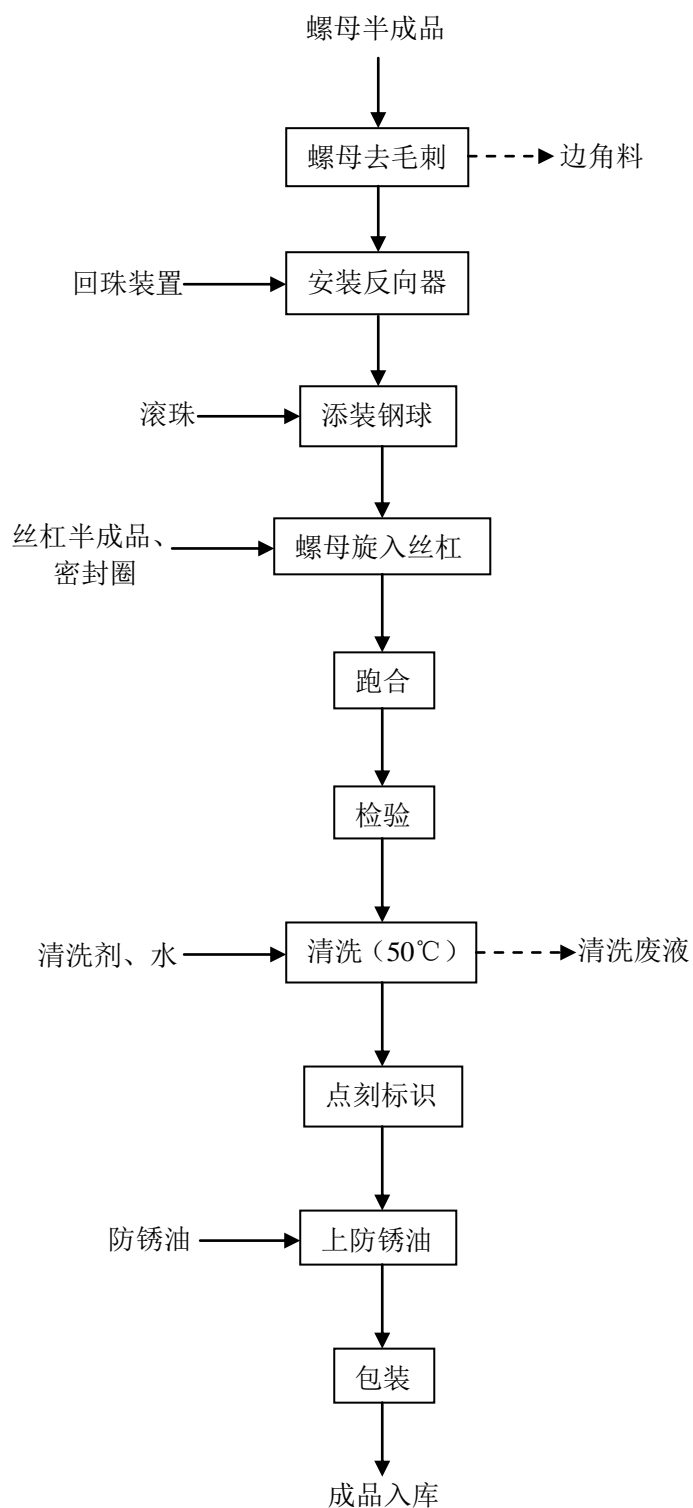 螺母半成品
螺母去毛刺
边角料
回珠装置
安装反向器
滚珠
添装钢球
丝杠半成品、
密封圈
螺母旋入丝杠
跑合
检验
清洗剂、水
清洗（50℃）
清洗废液
点刻标识
防锈油
上防锈油
包装
成品入库